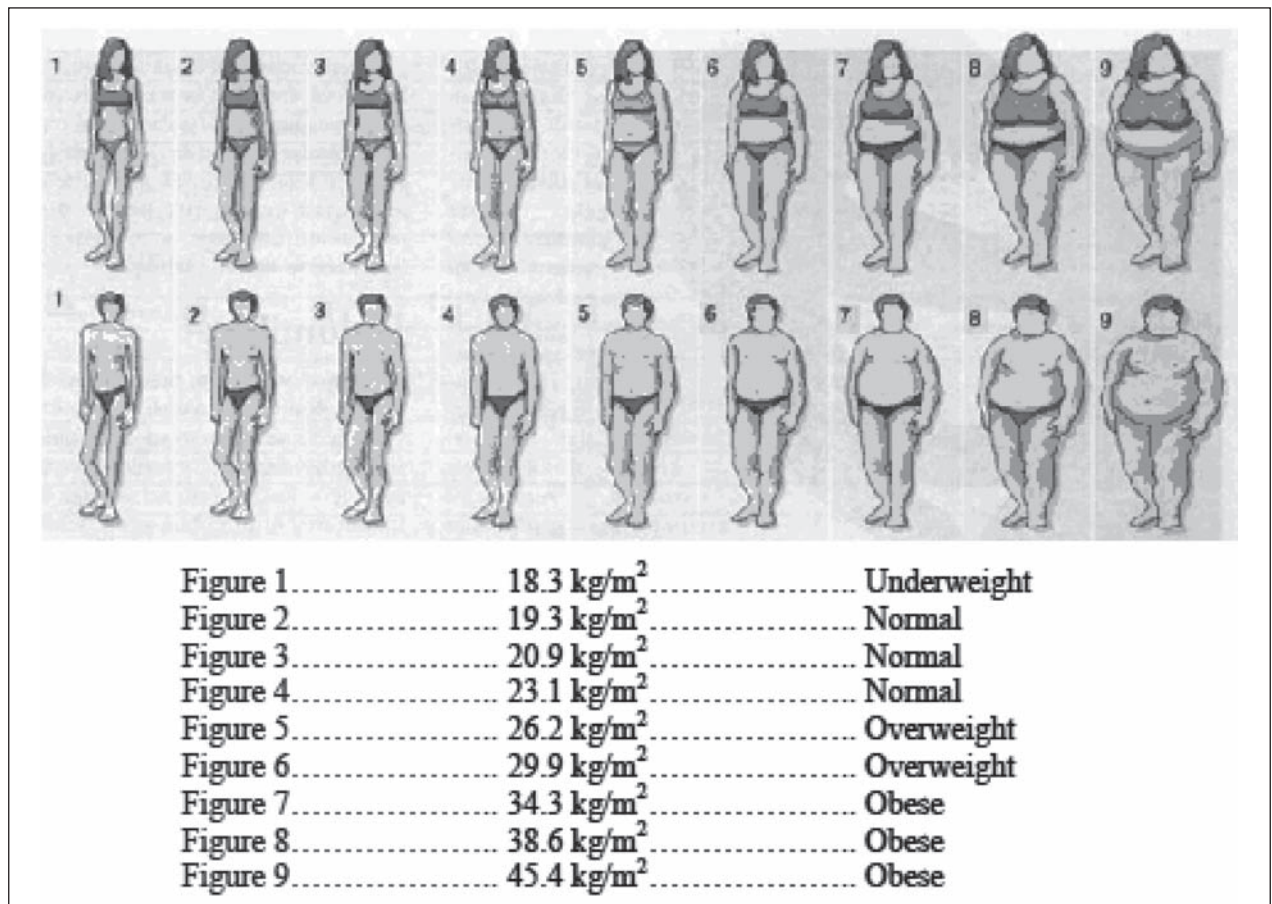 1 2 3 4 5 6 7 8 9
1 2 3 4 5 6 7 8 9
Figure 1.................... 18.3 kg/m².................... Underweight
Figure 2.................... 19.3 kg/m².................... Normal
Figure 3.................... 20.9 kg/m².................... Normal
Figure 4.................... 23.1 kg/m².................... Normal
Figure 5.................... 26.2 kg/m².................... Overweight
Figure 6.................... 29.9 kg/m².................... Overweight
Figure 7.................... 34.3 kg/m².................... Obese
Figure 8.................... 38.6 kg/m².................... Obese
Figure 9.................... 45.4 kg/m².................... Obese